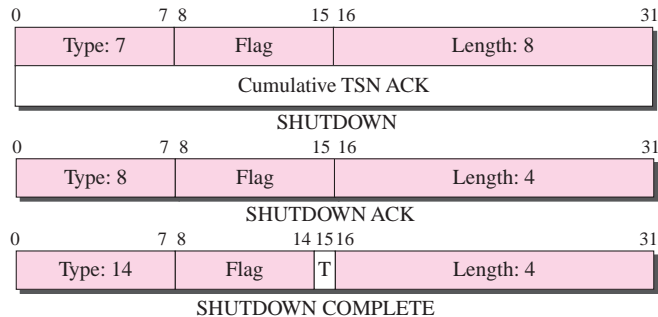 0 7 8 15 16 31
Type: 7 Flag Length: 8
Cumulative TSN ACK
SHUTDOWN
0 7 8 15 16 31
Type: 8 Flag Length: 4
SHUTDOWN ACK
0 7 8 14 15 16 31
Type: 14 Flag T Length: 4
SHUTDOWN COMPLETE